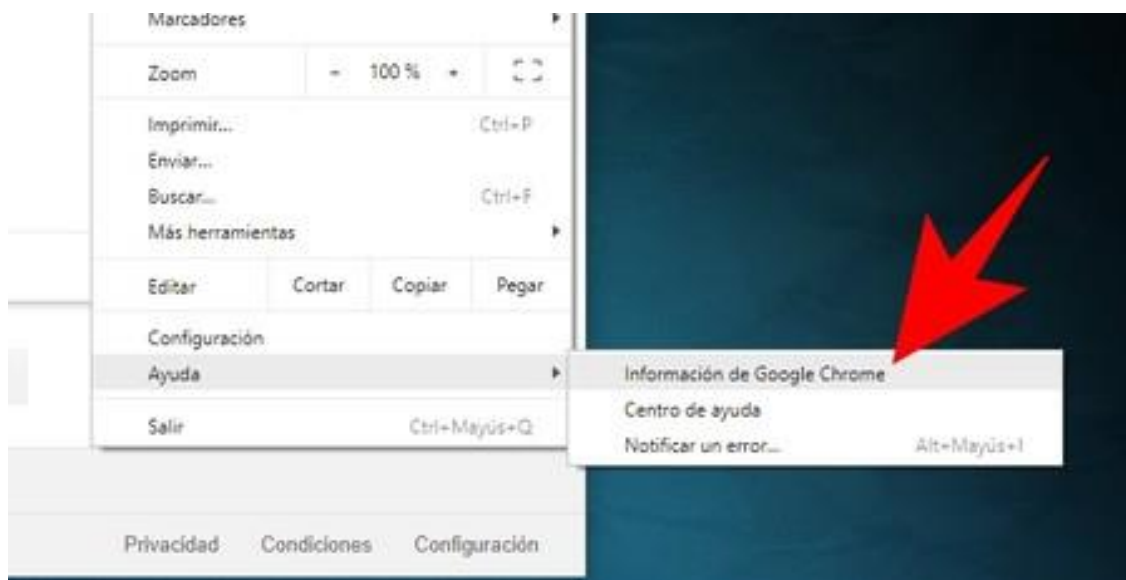 Marcadores
Zoom - 100 % +
Imprimir... Ctrl+P
Enviar...
Buscar... Ctrl+F
Más herramientas
Editar Cortar Copiar Pegar
Configuración
Ayuda
Información de Google Chrome
Centro de ayuda
Salir Ctrl+Mayús+Q
Notificar un error... Alt+Mayús+I
Privacidad Condiciones Configuración